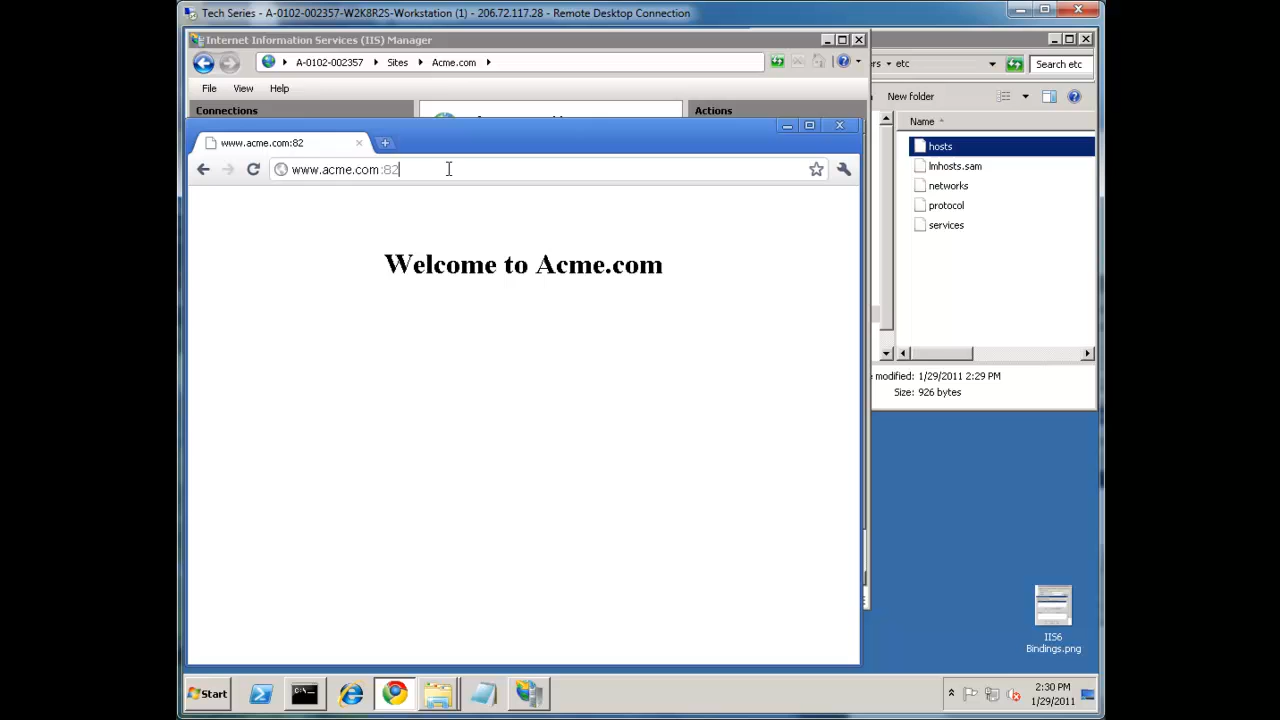 Tech Series - A-0102-002357-W2K8R2S-Workstation (1) - 206.72.117.28 - Remote Desktop Connection
Internet Information Services (IIS) Manager
A-0102-002357 Sites Acme.com
etc
Search etc
File View Help
New folder
Connections
Actions
Name
www.acme.com:82
www.acme.com:82
hosts
lmhosts.sam
networks
protocol
services
Welcome to Acme.com
modified: 1/29/2011 2:29 PM
Size: 926 bytes
IIS6
Bindings.png
Start
2:30 PM
1/29/2011